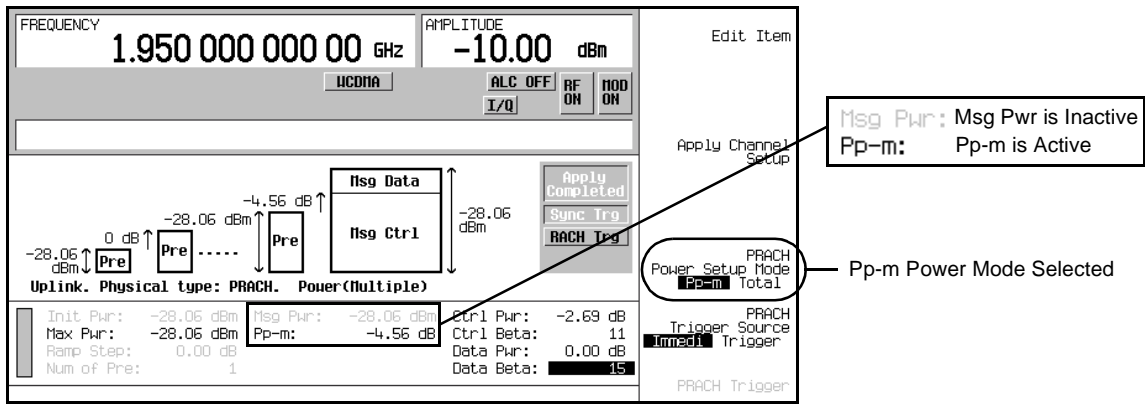 FREQUENCY
1.950 000 000 00 GHz
AMPLITUDE
-10.00 dBm
WCDMA
ALC OFF
I/Q
RF ON
MOD ON
Edit Item
Apply Channel
Setup
Msg Pwr: Msg Pwr is Inactive
Pp-m: Pp-m is Active
-28.06
dBm
Pre
0 dB
Pre
-28.06 dBm
-----
-4.56 dB
Pre
Msg Data
Msg Ctrl
-28.06
dBm
Apply
Completed
Sync Trg
RACH Trg
Uplink. Physical type: PRACH. Power(Multiple)
PRACH
Power Setup Mode
Pp-m Total
Pp-m Power Mode Selected
Init Pwr: -28.06 dBm
Max Pwr: -28.06 dBm
Ramp Step: 0.00 dB
Num of Pre: 1
Msg Pwr: -28.06 dBm
Pp-m: -4.56 dB
Ctrl Pwr: -2.69 dB
Ctrl Beta: 11
Data Pwr: 0.00 dB
Data Beta: 15
PRACH
Trigger Source
Immedi Trigger
PRACH Trigger